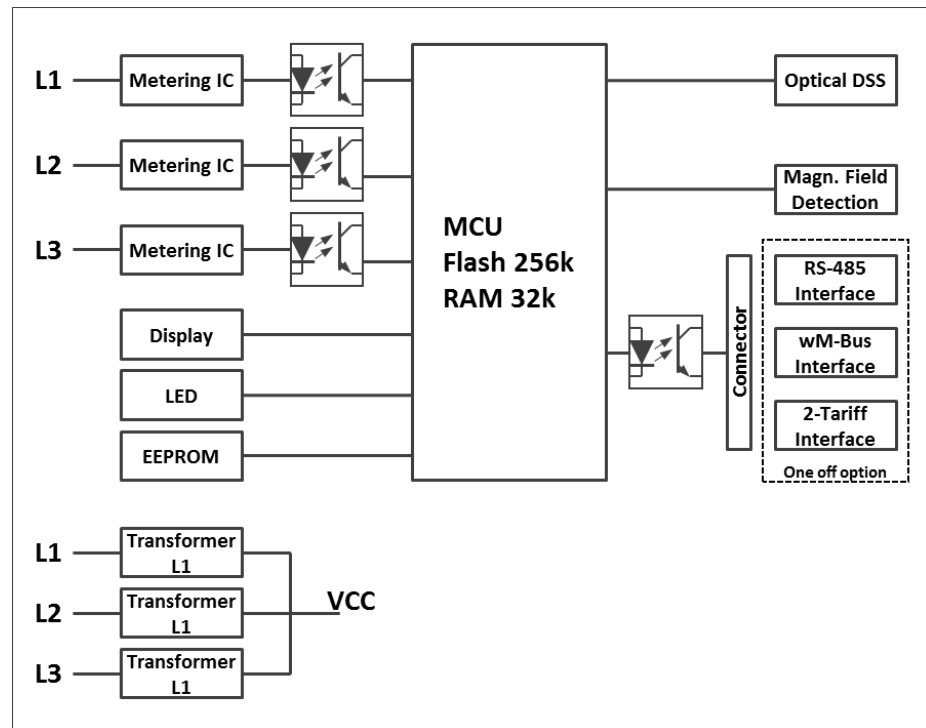 L1
Metering IC
Optical DSS
L2
Metering IC
Magn. Field
Detection
L3
Metering IC
MCU
Flash 256k
RAM 32k
RS-485
Interface
Display
Connector
wM-Bus
Interface
LED
2-Tariff
Interface
EEPROM
One off option
L1
Transformer
L1
L2
Transformer
L1
VCC
L3
Transformer
L1